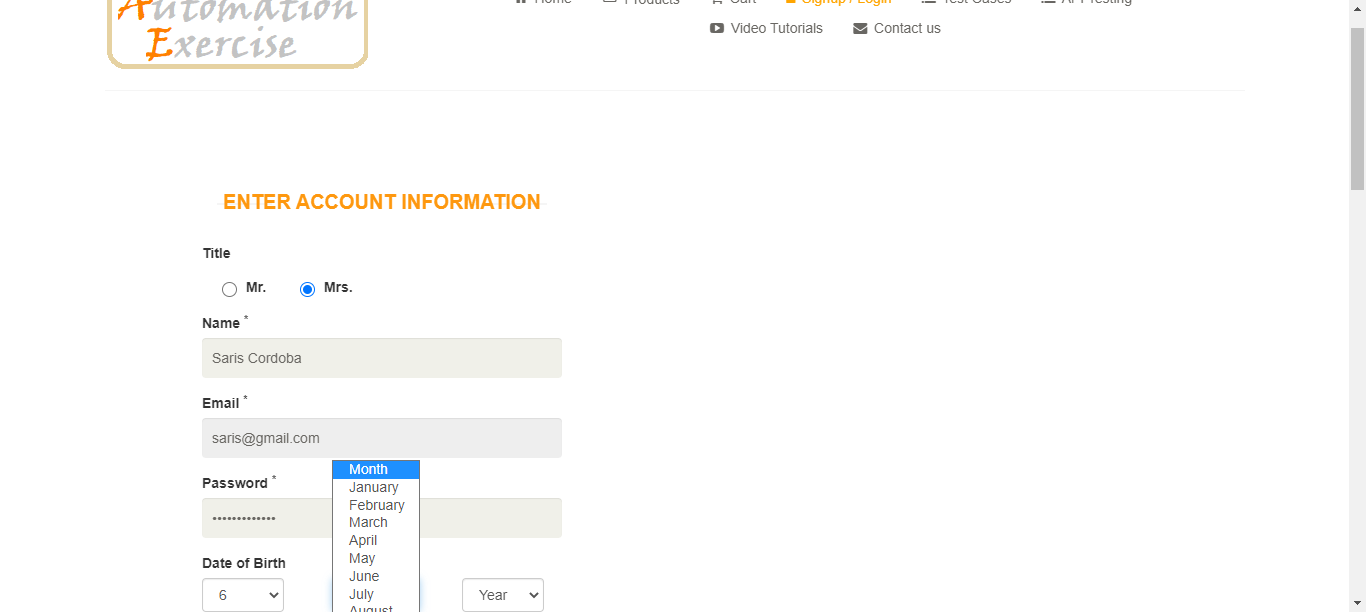 Automation
Exercise
Home Products Cart Signup / Login Test Cases API Testing
Video Tutorials Contact us
ENTER ACCOUNT INFORMATION
Title
Mr. Mrs.
Name *
Saris Cordoba
Email *
saris@gmail.com
Password *
•••••••••••••
Date of Birth
6
Month
January
February
March
April
May
June
July
August
Year